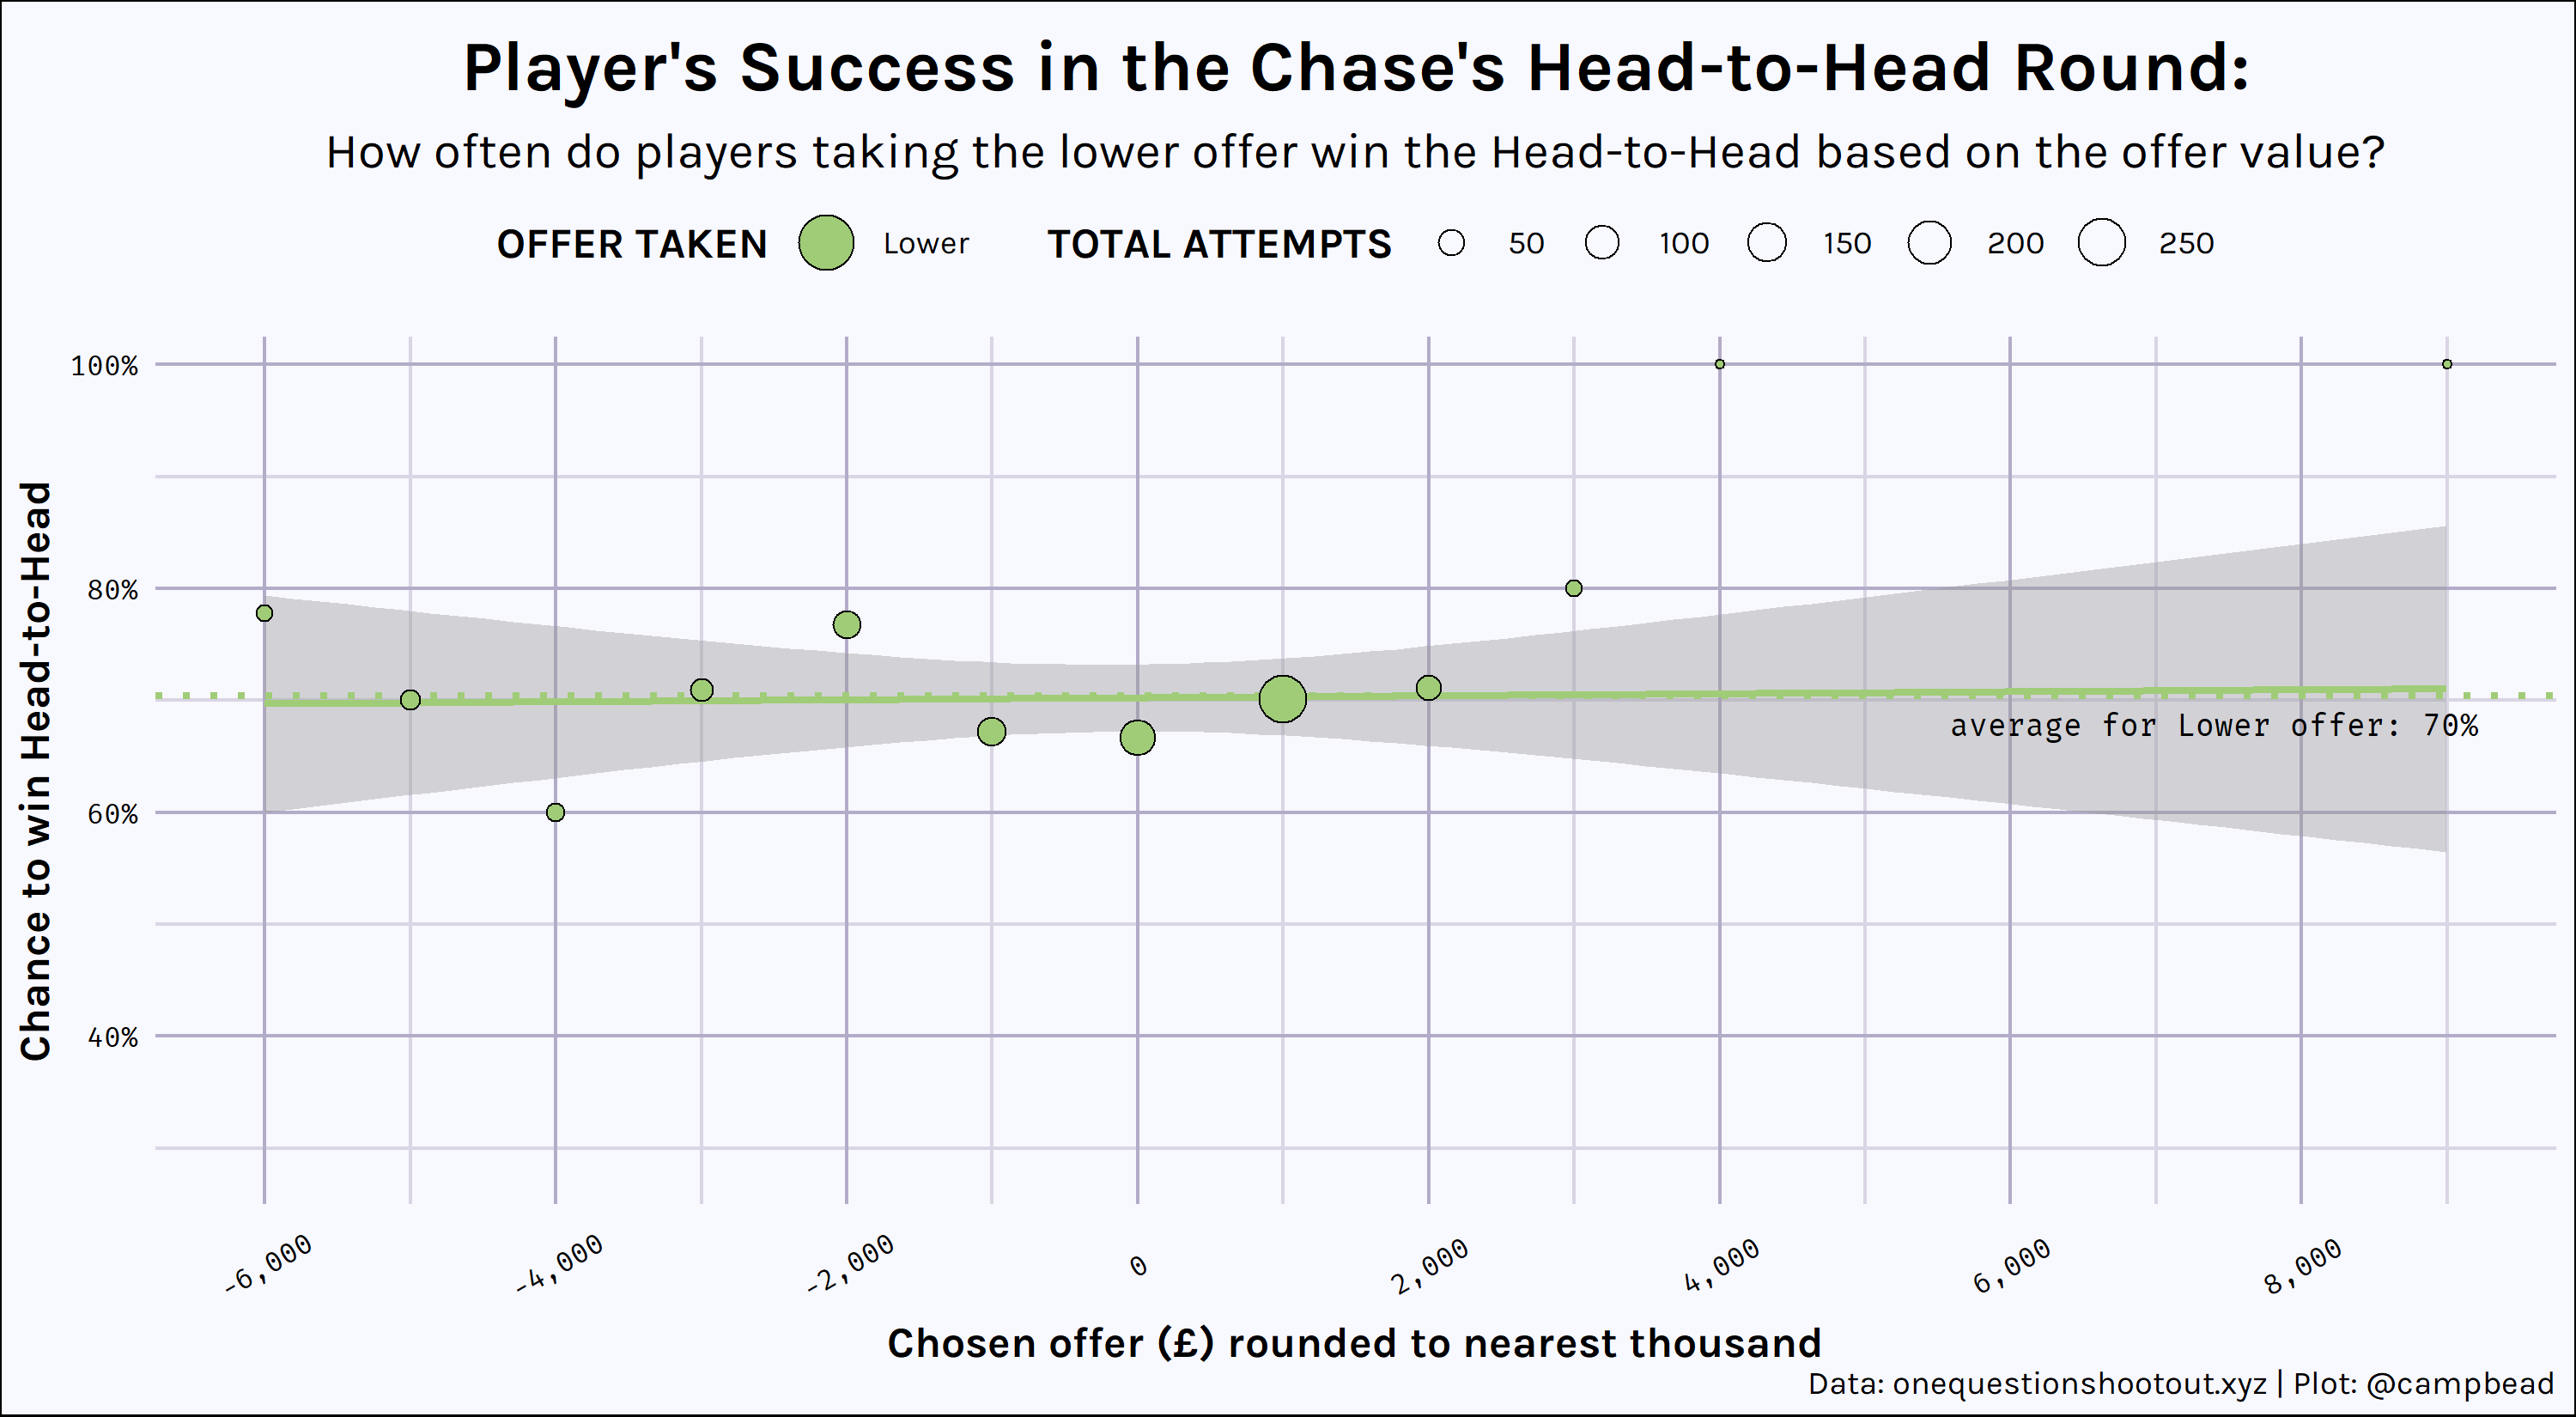 Player's Success in the Chase's Head-to-Head Round:
How often do players taking the lower offer win the Head-to-Head based on the offer value?
OFFER TAKEN Lower TOTAL ATTEMPTS 50 100 150 200 250
Chance to win Head-to-Head
100%
80%
60%
40%
average for Lower offer: 70%
-6,000 -4,000 -2,000 0 2,000 4,000 6,000 8,000
Chosen offer (£) rounded to nearest thousand
Data: onequestionshootout.xyz | Plot: @campbead